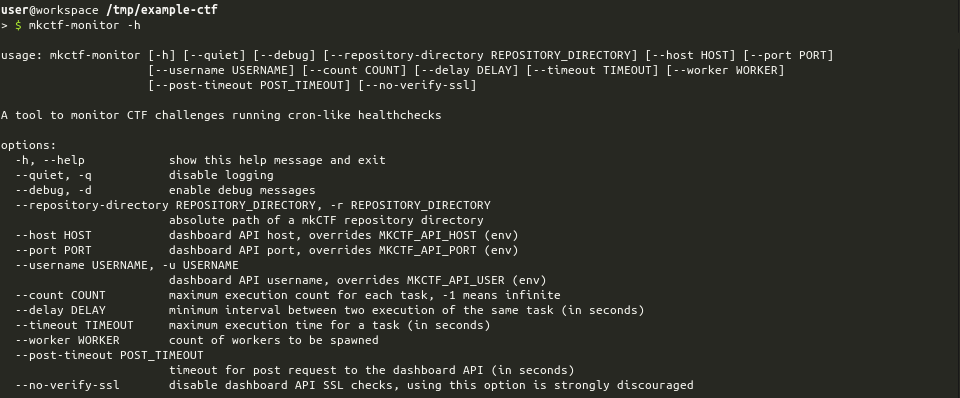 user@workspace /tmp/example-ctf
> $ mkctf-monitor -h
usage: mkctf-monitor [-h] [--quiet] [--debug] [--repository-directory REPOSITORY_DIRECTORY] [--host HOST] [--port PORT]
[--username USERNAME] [--count COUNT] [--delay DELAY] [--timeout TIMEOUT] [--worker WORKER]
[--post-timeout POST_TIMEOUT] [--no-verify-ssl]
A tool to monitor CTF challenges running cron-like healthchecks
options:
-h, --help show this help message and exit
--quiet, -q disable logging
--debug, -d enable debug messages
--repository-directory REPOSITORY_DIRECTORY, -r REPOSITORY_DIRECTORY
absolute path of a mkCTF repository directory
--host HOST dashboard API host, overrides MKCTF_API_HOST (env)
--port PORT dashboard API port, overrides MKCTF_API_PORT (env)
--username USERNAME, -u USERNAME
dashboard API username, overrides MKCTF_API_USER (env)
--count COUNT maximum execution count for each task, -1 means infinite
--delay DELAY minimum interval between two execution of the same task (in seconds)
--timeout TIMEOUT maximum execution time for a task (in seconds)
--worker WORKER count of workers to be spawned
--post-timeout POST_TIMEOUT
timeout for post request to the dashboard API (in seconds)
--no-verify-ssl disable dashboard API SSL checks, using this option is strongly discouraged